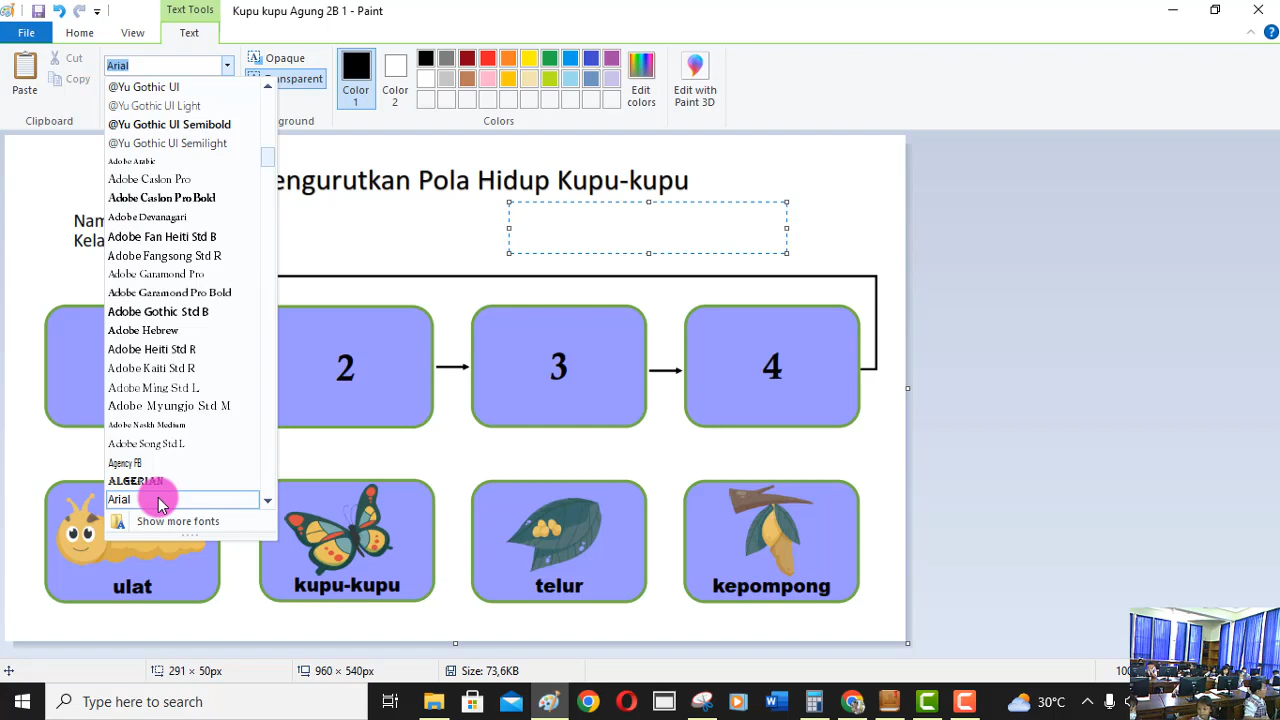 Text Tools
Kupu kupu Agung 2B 1 - Paint
File
Home
View
Text
Paste
Cut
Copy
Clipboard
Arial
Opaque
Transparent
ground
Color 1
Color 2
Edit colors
Colors
Edit with Paint 3D
@Yu Gothic UI
@Yu Gothic UI Light
@Yu Gothic UI Semibold
@Yu Gothic UI Semilight
Adobe Arabic
Adobe Caslon Pro
Adobe Caslon Pro Bold
Adobe Devanagari
Adobe Fan Heiti Std B
Adobe Fangsong Std R
Adobe Garamond Pro
Adobe Garamond Pro Bold
Adobe Gothic Std B
Adobe Hebrew
Adobe Heiti Std R
Adobe Kaiti Std R
Adobe Ming Std L
Adobe Myungjo Std M
Adobe Naskh Medium
Adobe Song Std L
Agency FB
ALGERIAN
Arial
Show more fonts
engurutkan Pola Hidup Kupu-kupu
Nam
Kela
2
3
4
ulat
kupu-kupu
telur
kepompong
291 × 50px
960 × 540px
Size: 73,6KB
100
Type here to search
30°C